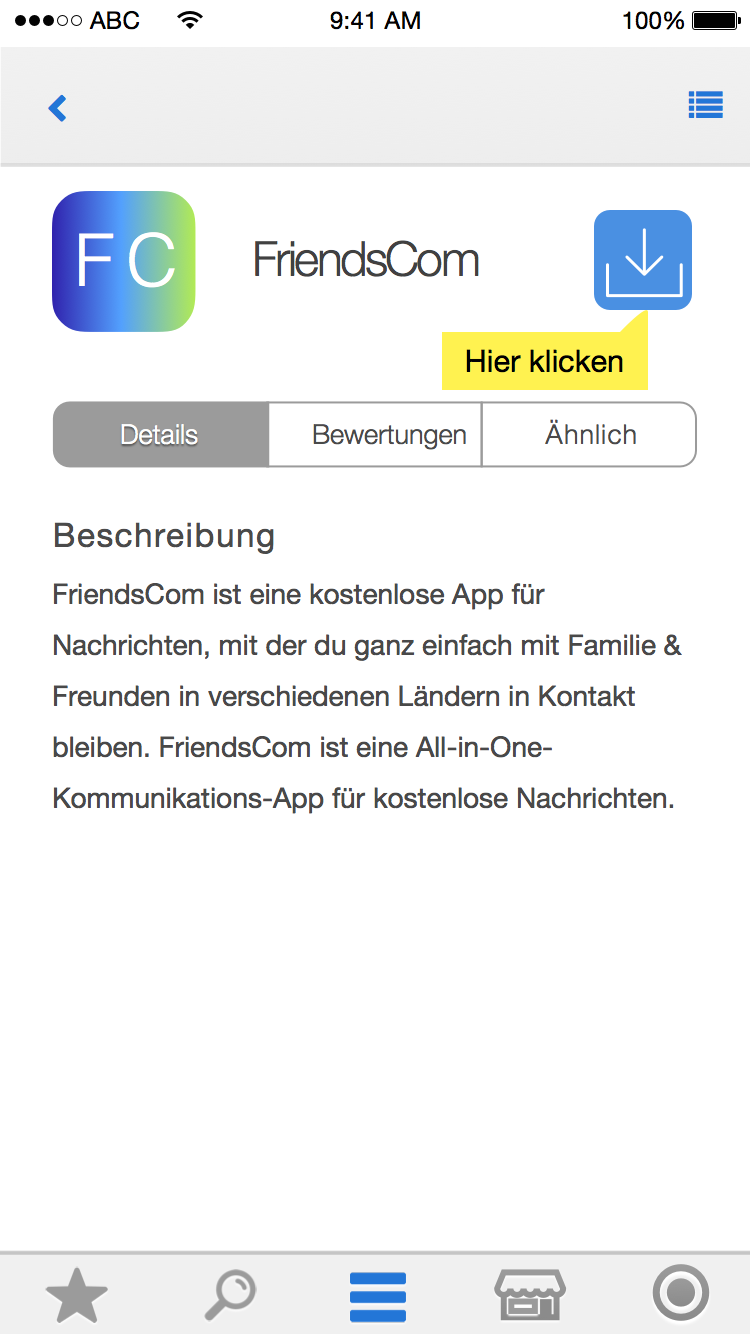 ABC 9:41 AM 100%
FC FriendsCom
Hier klicken
Details Bewertungen Ähnlich
Beschreibung
FriendsCom ist eine kostenlose App für
Nachrichten, mit der du ganz einfach mit Familie &
Freunden in verschiedenen Ländern in Kontakt
bleiben. FriendsCom ist eine All-in-One-
Kommunikations-App für kostenlose Nachrichten.